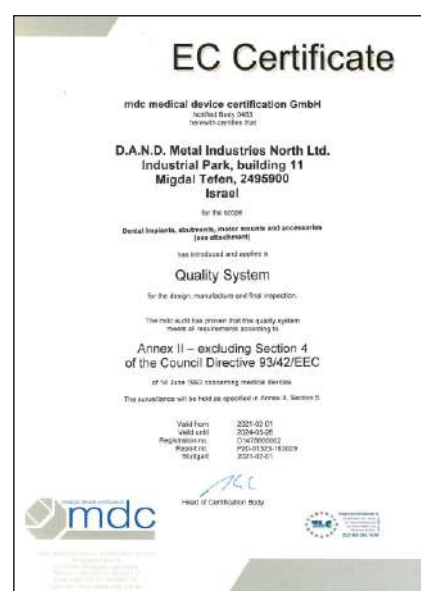 EC Certificate
mdc medical device certification GmbH
Notified Body 0483
herewith certifies that
D.A.N.D. Metal Industries North Ltd.
Industrial Park, building 11
Migdal Tefen, 2495900
Israel
for the scope
Dental implants, abutments, motor mounts and accessories
(see attachment)
has introduced and applies a
Quality System
for the design, manufacture and final inspection.
The mdc audit has proven that this quality system
meets all requirements according to
Annex II – excluding Section 4
of the Council Directive 93/42/EEC
of 14 June 1993 concerning medical devices.
The surveillance will be held as specified in Annex II, Section 5.
Valid from 2021-02-01
Valid until 2024-05-26
Registration no.
Report no.
Stuttgart 2021-02-01
Head of Certification Body
mdc